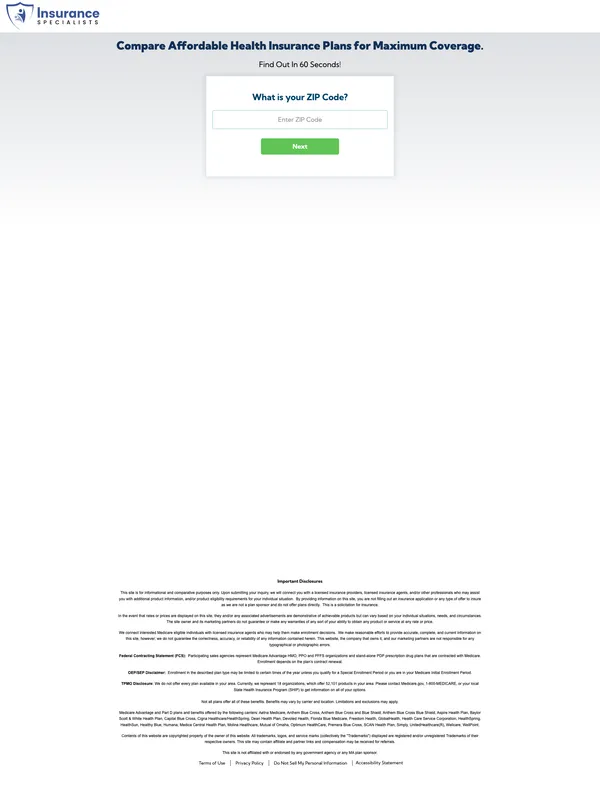 Insurance
SPECIALISTS
Compare Affordable Health Insurance Plans for Maximum Coverage.
Find Out In 60 Seconds!
What is your ZIP Code?
Enter ZIP Code
Next
Important Disclosures
This site is for informational and comparative purposes only. Upon submitting your inquiry we will connect you with a licensed insurance providers, licensed insurance agents, and/or other professionals who may assist
you with additional product information, and/or product eligibility requirements for your individual situation. By providing information on this site, you are not filling out an insurance application or any type of offer to insure
as we are not a plan sponsor and do not offer plans directly. This is a solicitation for insurance.
In the event that rates or prices are displayed on this site, they and/or any associated advertisements are demonstrative of achievable products but can vary based on your individual situations, needs, and circumstances.
The site owner and its marketing partners do not guarantee or make any warranties of any sort of your ability to obtain any product or service at any rate or price.
We connect interested Medicare eligible individuals with licensed insurance agents who may help them make enrollment decisions. We make reasonable efforts to provide accurate, complete, and current information on
this site, however; we do not guarantee the correctness, accuracy, or reliability of any information contained herein. This website, the company that owns it, and our marketing partners are not responsible for any
typographical or photographic errors.
Federal Contracting Statement (FCS): Participating sales agencies represent Medicare Advantage HMO, PPO and PFFS organizations and stand-alone PDP prescription drug plans that are contracted with Medicare.
Enrollment depends on the plan's contract renewal.
OEP/SEP Disclaimer: Enrollment in the described plan type may be limited to certain times of the year unless you qualify for a Special Enrollment Period or you are in your Medicare Initial Enrollment Period.
TPMO Disclosure: We do not offer every plan available in your area. Currently, we represent 18 organizations, which offer 52,101 products in your area. Please contact Medicare.gov, 1-800-MEDICARE, or your local
State Health Insurance Program (SHIP) to get information on all of your options.
Not all plans offer all of these benefits. Benefits may vary by carrier and location. Limitations and exclusions may apply.
Medicare Advantage and Part D plans and benefits offered by the following carriers: Aetna Medicare, Anthem Blue Cross, Anthem Blue Cross and Blue Shield, Anthem Blue Cross Blue Shield, Aspire Health Plan, Baylor
Scott & White Health Plan, Capital Blue Cross, Cigna HealthcareHealthSpring, Dean Health Plan, Devoted Health, Florida Blue Medicare, Freedom Health, GlobalHealth, Health Care Service Corporation, HealthSpring,
HealthSun, Healthy Blue, Humana, Medica Central Health Plan, Molina Healthcare, Mutual of Omaha, Optimum HealthCare, Premera Blue Cross, SCAN Health Plan, Simply, UnitedHealthcare(R), Wellcare, WellPoint.
Contents of this website are copyrighted property of the owner of this website. All trademarks, logos, and service marks (collectively the "Trademarks") displayed are registered and/or unregistered Trademarks of their
respective owners. This site may contain affiliate and partner links and compensation may be received for referrals.
This site is not affiliated with or endorsed by any government agency or any MA plan sponsor.
Terms of Use | Privacy Policy | Do Not Sell My Personal Information | Accessibility Statement